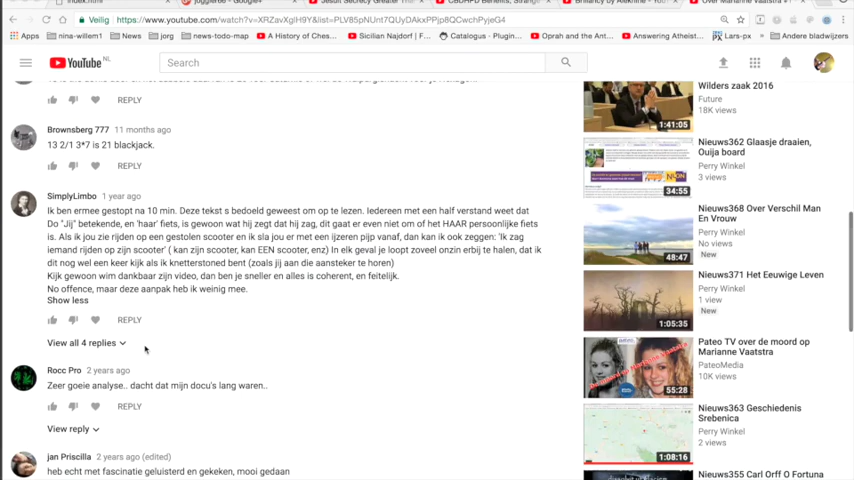 index.html
Veilig
https://www.youtube.com/watch?v=XRZavXglH9Y&list=PLV85pNUnt7QUyDAkxPPjp8QCwchPyjeG4
Apps
nina-willem1
News
jorg
news-todo-map
A History of Ches...
Sicilian Najdorf / ...
Catalogus - Plugin...
Truthiracy - YouTu...
Answering Atheist...
Lars-px
Andere bladwijzers
YouTube NL
Search
REPLY
Brownsberg 777 11 months ago
13 2/1 3*7 is 21 blackjack.
REPLY
SimplyLimbo 1 year ago
Ik ben ermee gestopt na 10 min. Deze tekst s bedoeld geweest om op te lezen. Iedereen met een half verstand weet dat
Do "Jij" betekende, en 'haar' fiets, is gewoon wat hij zegt dat hij zag, dit gaat er even niet om of het HAAR persoonlijke fiets
is. Als ik jou zie rijden op een gestolen scooter en ik sla jou er met een ijzeren pijp vanaf, dan kan ik ook zeggen: 'Ik zag
iemand rijden op zijn scooter' ( kan zijn scooter, kan EEN scooter, enz) In elk geval je loopt zoveel onzin erbij te halen, dat ik
dit nog wel een keer kijk als ik knetterstoned bent (zoals jij aan die aansteker te horen)
Kijk gewoon wim dankbaar zijn video, dan ben je sneller en alles is coherent, en feitelijk.
No offence, maar deze aanpak heb ik weinig mee.
Show less
REPLY
View all 4 replies
Rocc Pro 2 years ago
Zeer goeie analyse.. dacht dat mijn docu's lang waren..
REPLY
View reply
jan Priscilla 2 years ago (edited)
heb echt met fascinatie geluisterd en gekeken, mooi gedaan
Wilders zaak 2016
Future
18K views
1:41:05
Nieuws362 Glaasje draaien,
Ouija board
Perry Winkel
3 views
34:55
Nieuws368 Over Verschil Man
En Vrouw
Perry Winkel
No views
New
48:47
Nieuws371 Het Eeuwige Leven
Perry Winkel
1 view
New
1:05:35
Pateo TV over de moord op
Marianne Vaatstra
PateoMedia
10K views
55:28
Nieuws363 Geschiedenis
Srebenica
Perry Winkel
2 views
1:08:16
Nieuws355 Carl Orff O Fortuna